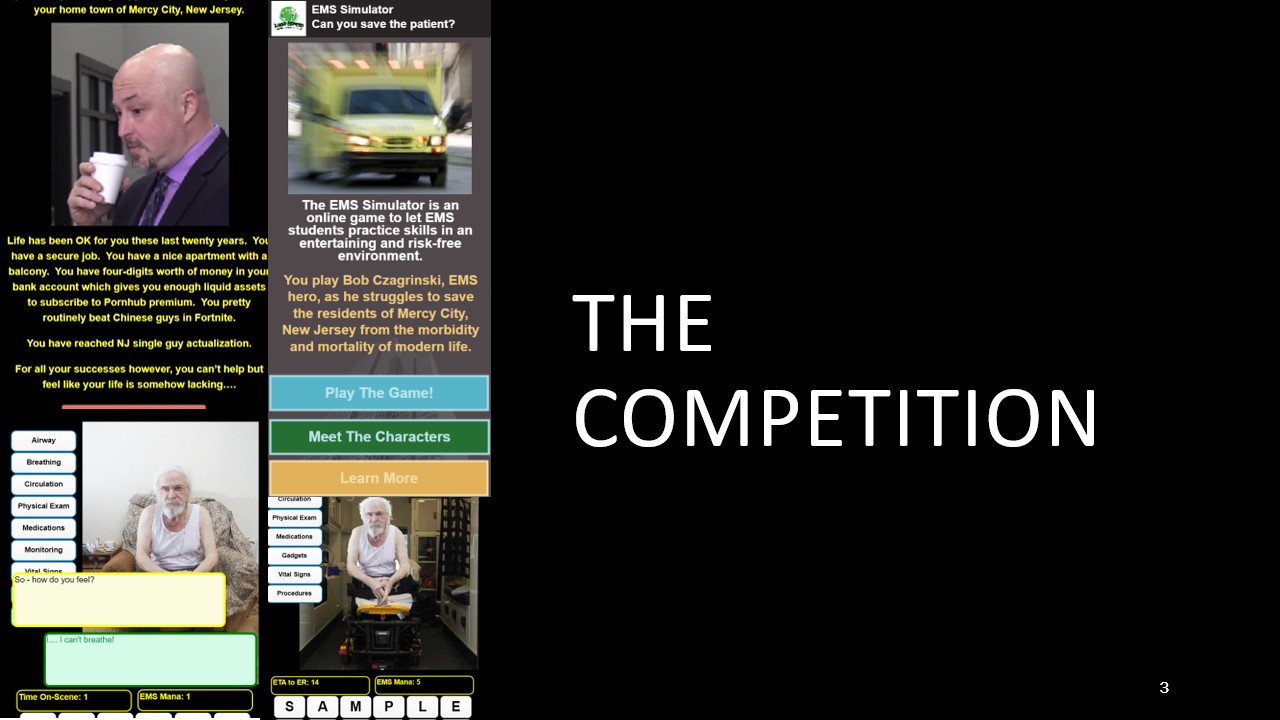 your home town of Mercy City, New Jersey.
Life has been OK for you these last twenty years. You
have a secure job. You have a nice apartment with a
balcony. You have four-digits worth of money in your
bank account which gives you enough liquid assets
to subscribe to Pornhub premium. You pretty
routinely beat Chinese guys in Fortnite.
You have reached NJ single guy actualization.
For all your successes however, you can't help but
feel like your life is somehow lacking....
Airway
Breathing
Circulation
Physical Exam
Medications
Monitoring
Vital Signs
So - how do you feel?
I.... I can't breathe!
Time On-Scene: 1
EMS Mana: 1
EMS Simulator
Can you save the patient?
The EMS Simulator is an
online game to let EMS
students practice skills in an
entertaining and risk-free
environment.
You play Bob Czagrinski, EMS
hero, as he struggles to save
the residents of Mercy City,
New Jersey from the morbidity
and mortality of modern life.
Play The Game!
Meet The Characters
Learn More
Circulation
Physical Exam
Medications
Gadgets
Vital Signs
Procedures
ETA to ER: 14
EMS Mana: 5
S A M P L E
THE
COMPETITION
3